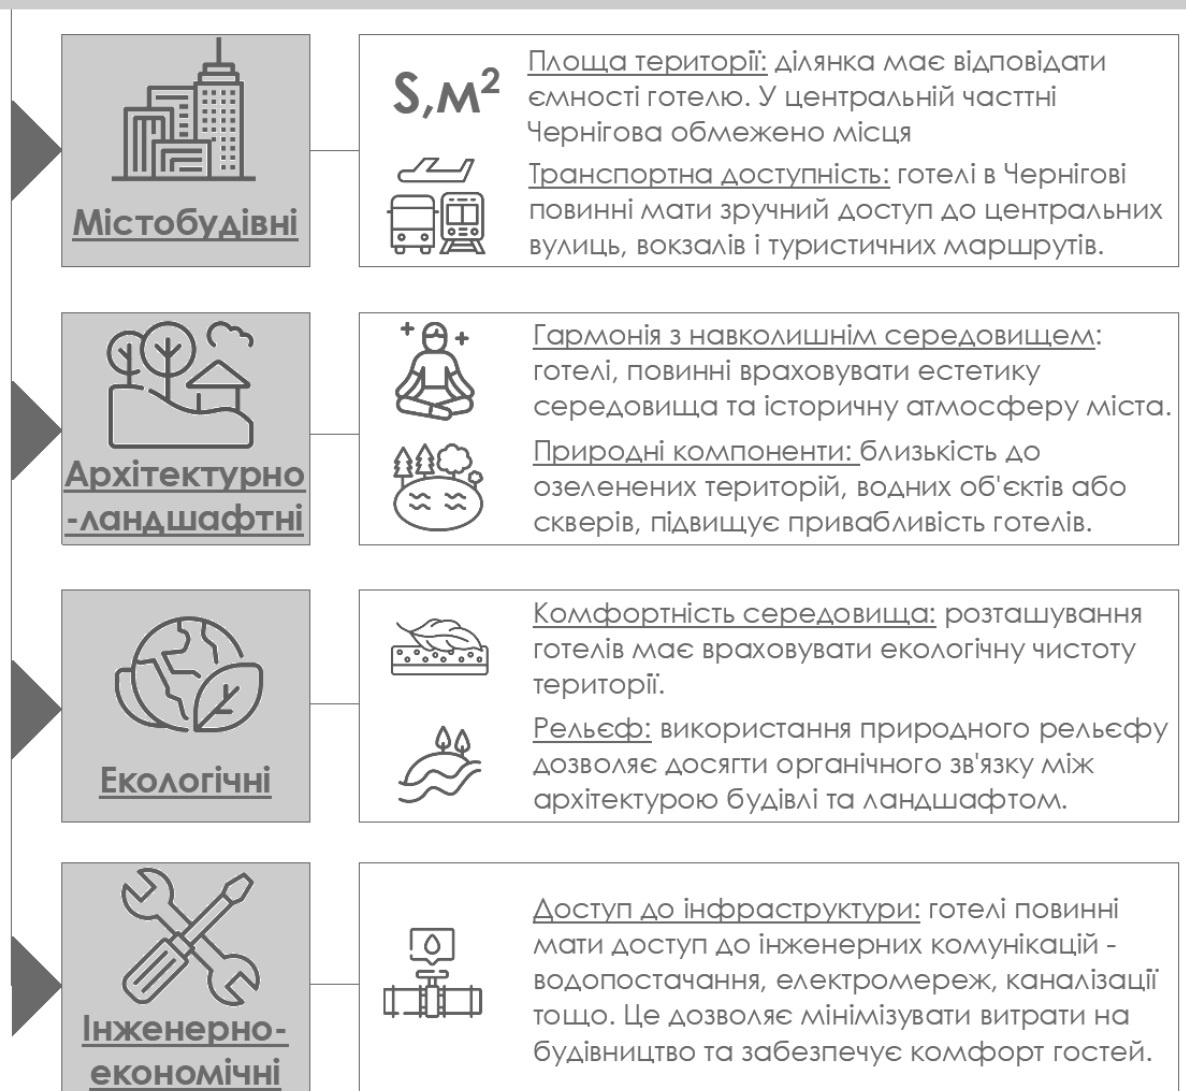 Містобудівні
S,м²
Площа території: ділянка має відповідати
ємності готелю. У центральній часттні
Чернігова обмежено місця
Транспортна доступність: готелі в Чернігові
повинні мати зручний доступ до центральних
вулиць, вокзалів і туристичних маршрутів.
Архітектурно
-ландшафтні
Гармонія з навколишнім середовищем:
готелі, повинні враховувати естетику
середовища та історичну атмосферу міста.
Природні компоненти: близькість до
озеленених територій, водних об'єктів або
скверів, підвищує привабливість готелів.
Екологічні
Комфортність середовища: розташування
готелів має враховувати екологічну чистоту
території.
Рельєф: використання природного рельєфу
дозволяє досягти органічного зв'язку між
архітектурою будівлі та ландшафтом.
Інженерно-
економічні
Доступ до інфраструктури: готелі повинні
мати доступ до інженерних комунікацій -
водопостачання, електромереж, каналізації
тощо. Це дозволяє мінімізувати витрати на
будівництво та забезпечує комфорт гостей.